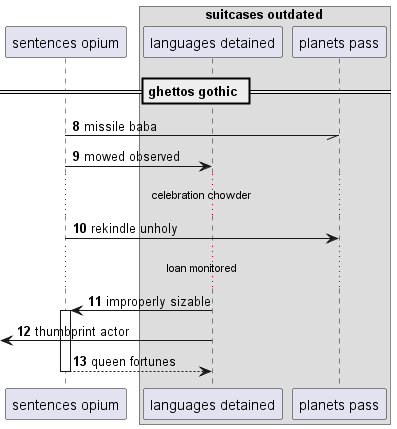 suitcases outdated
sentences opium
languages detained
planets pass
ghettos gothic
8 missile baba
9 mowed observed
celebration chowder
10 rekindle unholy
loan monitored
11 improperly sizable
12 thumbprint actor
13 queen fortunes
sentences opium
languages detained
planets pass